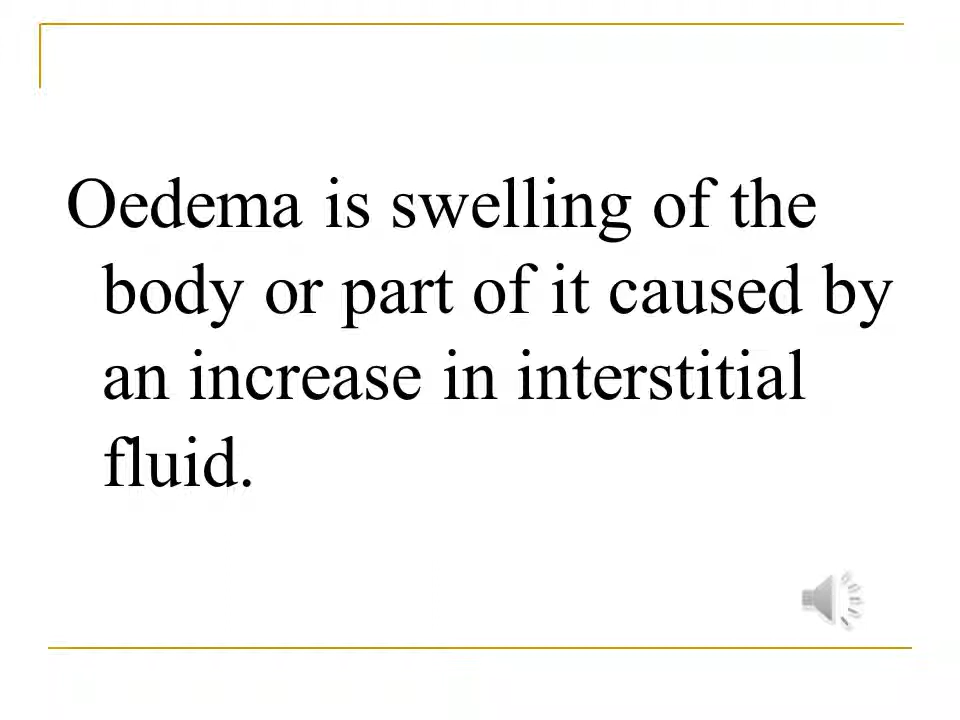 Oedema is swelling of the
body or part of it caused by
an increase in interstitial
fluid.